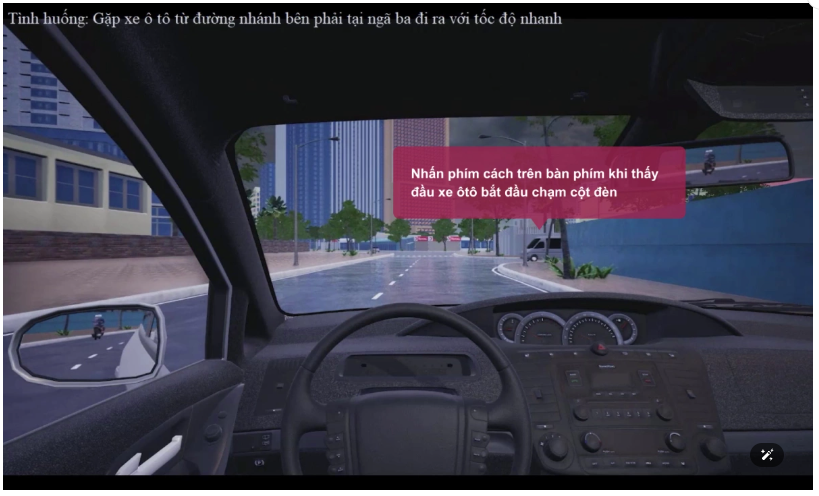 Tình huống: Gặp xe ô tô từ đường nhánh bên phải tại ngã ba đi ra với tốc độ nhanh
Nhấn phím cách trên bàn phím khi thấy
đầu xe ôtô bắt đầu chạm cột đèn